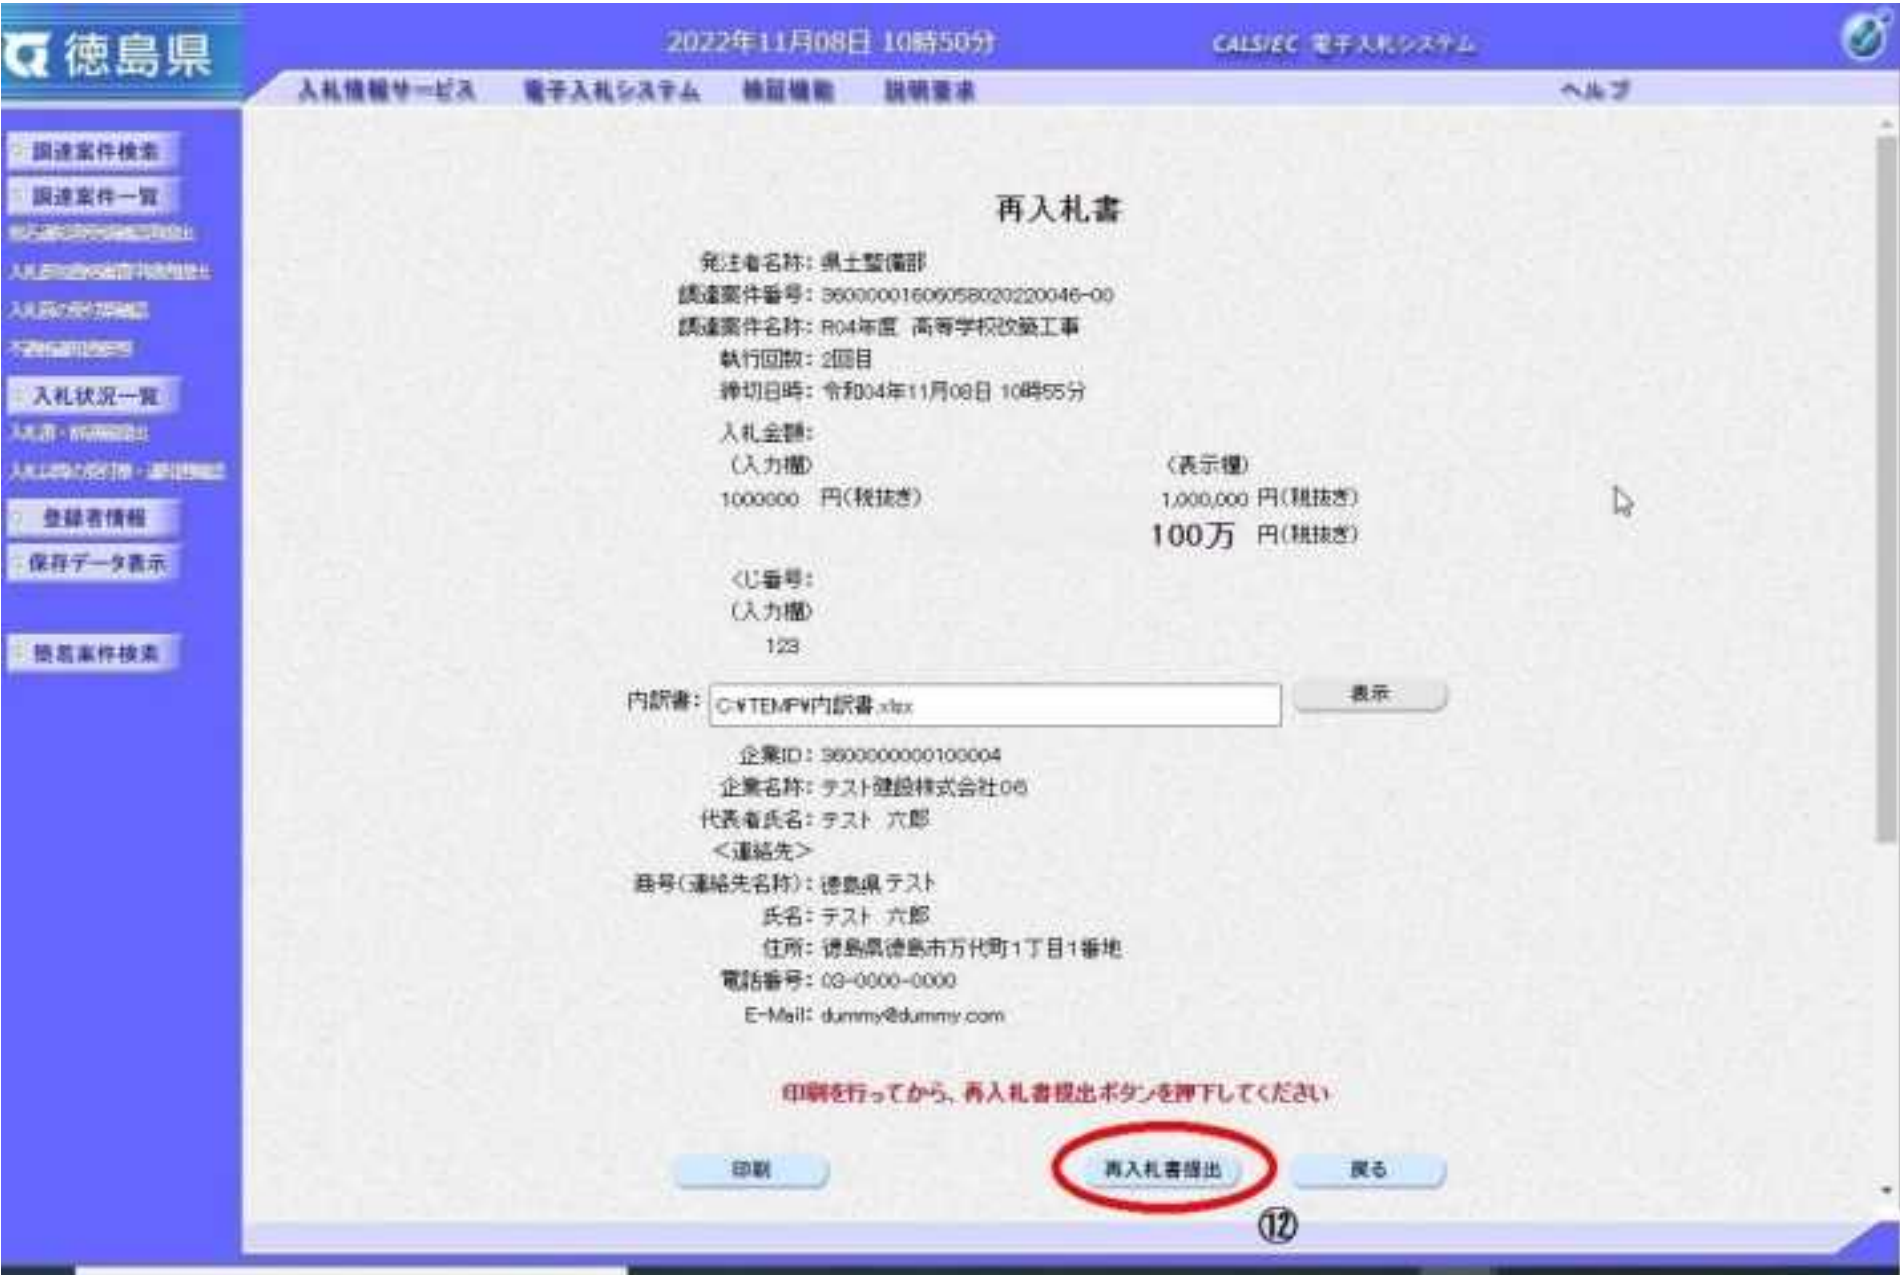 徳島県
2022年11月08日 10時50分
CALS/EC 電子入札システム
入札情報サービス 電子入札システム 検証機能 説明要求
ヘルプ
調達案件検索
調達案件一覧
入札状況一覧
登録者情報
保存データ表示
簡易案件検索
再入札書
発注者名称：県土整備部
調達案件番号：36000001606058020220046-00
調達案件名称：R04年度 高等学校改築工事
執行回数：2回目
締切日時：令和04年11月08日 10時55分
入札金額：
（入力欄） （表示欄）
1000000 円（税抜き） 1,000,000 円（税抜き）
100万 円（税抜き）
くじ番号：
（入力欄）
123
内訳書： C:¥TEMP¥内訳書.xlsx 表示
企業ID：3600000000100004
企業名称：テスト建設株式会社06
代表者氏名：テスト 六郎
＜連絡先＞
商号（連絡先名称）：徳島県テスト
氏名：テスト 六郎
住所：徳島県徳島市万代町1丁目1番地
電話番号：03-0000-0000
E-Mail：dummy@dummy.com
印刷を行ってから、再入札書提出ボタンを押下してください
印刷 再入札書提出 戻る
⑫